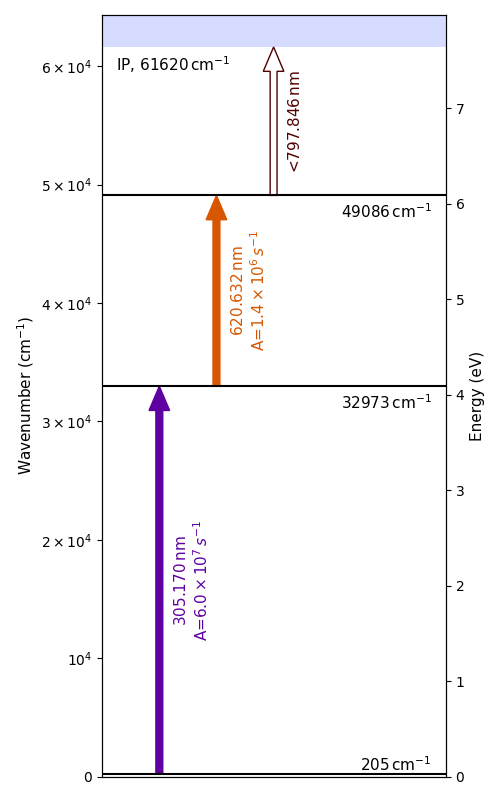 IP, 61620 cm⁻¹
<797.846 nm
49086 cm⁻¹
620.632 nm
A=1.4 × 10⁶ s⁻¹
32973 cm⁻¹
305.170 nm
A=6.0 × 10⁷ s⁻¹
205 cm⁻¹
Wavenumber (cm⁻¹)
6 × 10⁴
5 × 10⁴
4 × 10⁴
3 × 10⁴
2 × 10⁴
10⁴
0
Energy (eV)
7
6
5
4
3
2
1
0